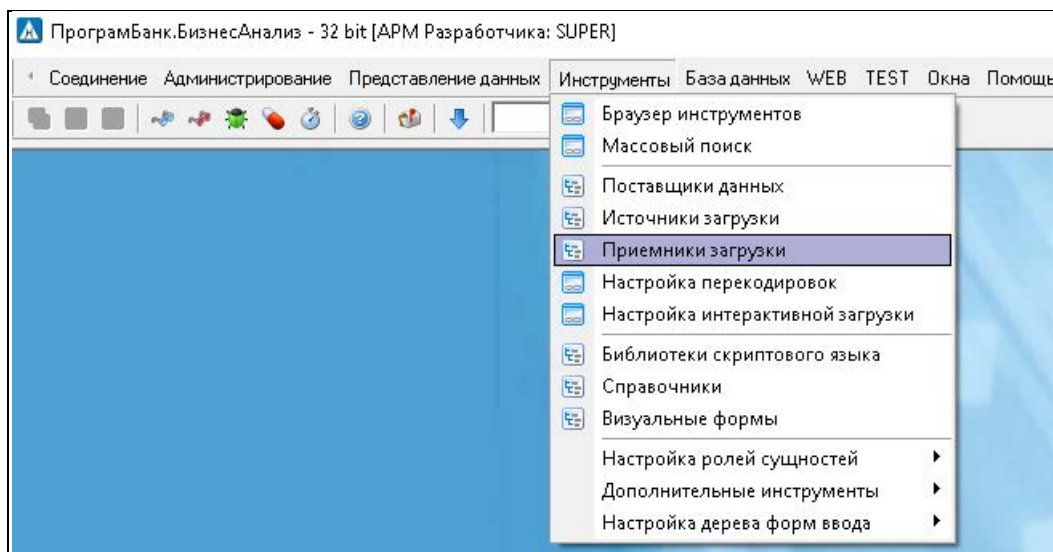 ПрограмБанк.БизнесАнализ - 32 bit [АРМ Разработчика: SUPER]
Соединение Администрирование Представление данных Инструменты База данных WEB TEST Окна Помощь
Браузер инструментов
Массовый поиск
Поставщики данных
Источники загрузки
Приемники загрузки
Настройка перекодировок
Настройка интерактивной загрузки
Библиотеки скриптового языка
Справочники
Визуальные формы
Настройка ролей сущностей
Дополнительные инструменты
Настройка дерева форм ввода